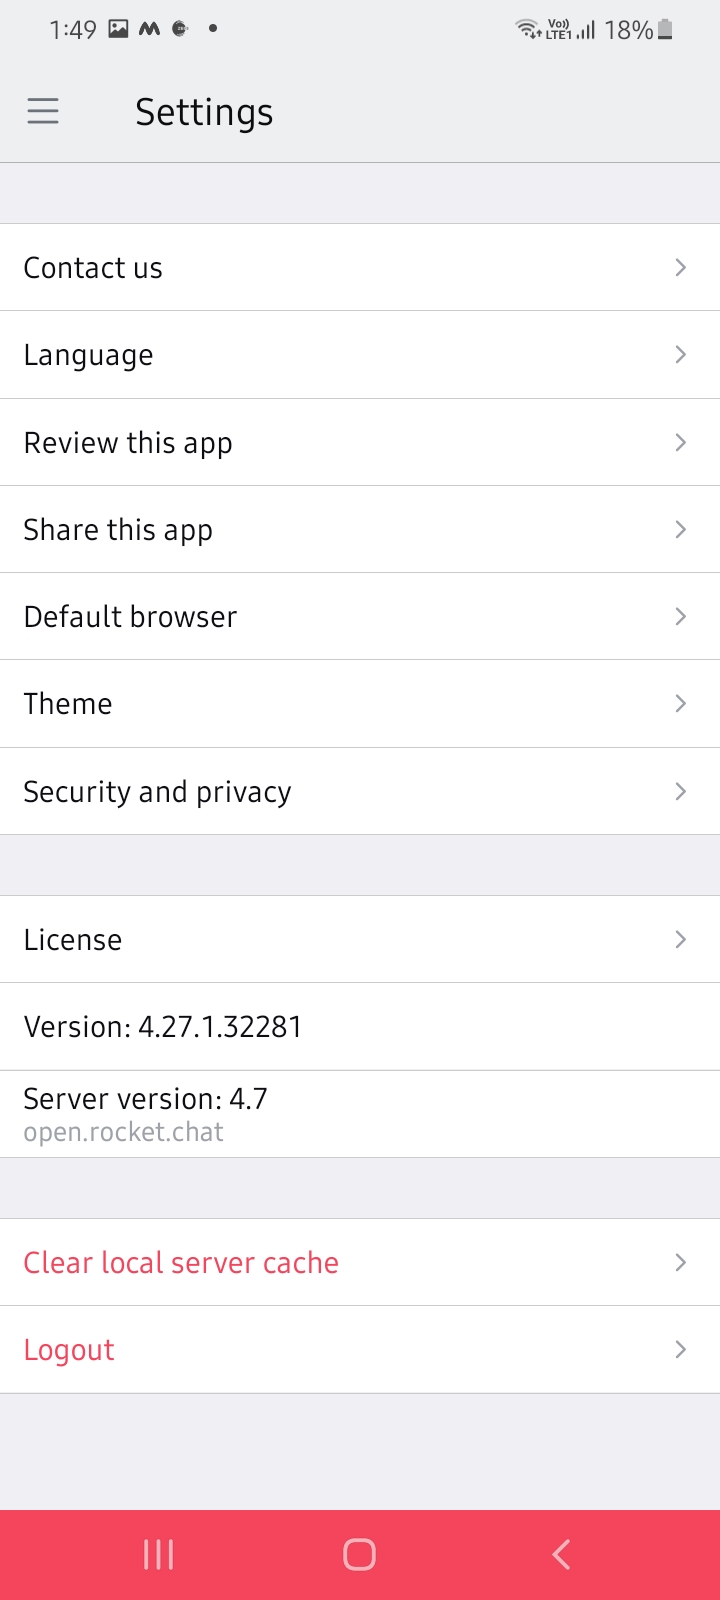 1:49 Vo)) LTE1 18%
Settings
Contact us
Language
Review this app
Share this app
Default browser
Theme
Security and privacy
License
Version: 4.27.1.32281
Server version: 4.7
open.rocket.chat
Clear local server cache
Logout